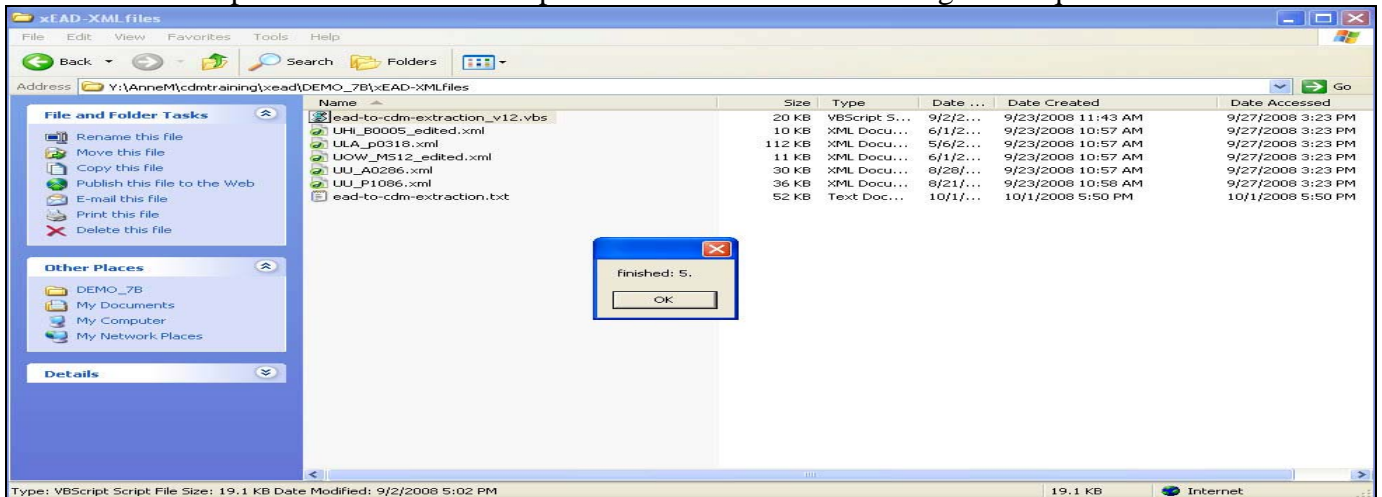 xEAD-XMLfiles
File Edit View Favorites Tools Help
Back Search Folders
Address Y:\AnneM\cdmtraining\xead\DEMO_7B\xEAD-XMLfiles Go
File and Folder Tasks
Rename this file
Move this file
Copy this file
Publish this file to the Web
E-mail this file
Print this file
Delete this file
Other Places
DEMO_7B
My Documents
My Computer
My Network Places
Details
Name Size Type Date ... Date Created Date Accessed
ead-to-cdm-extraction_v12.vbs 20 KB VBScript S... 9/2/2... 9/23/2008 11:43 AM 9/27/2008 3:23 PM
UHi_B0005_edited.xml 10 KB XML Docu... 6/1/2... 9/23/2008 10:57 AM 9/27/2008 3:23 PM
ULA_p0318.xml 112 KB XML Docu... 5/6/2... 9/23/2008 10:57 AM 9/27/2008 3:23 PM
UOW_MS12_edited.xml 11 KB XML Docu... 6/1/2... 9/23/2008 10:57 AM 9/27/2008 3:23 PM
UU_A0286.xml 30 KB XML Docu... 8/28/... 9/23/2008 10:57 AM 9/27/2008 3:23 PM
UU_P1086.xml 36 KB XML Docu... 8/21/... 9/23/2008 10:58 AM 9/27/2008 3:23 PM
ead-to-cdm-extraction.txt 52 KB Text Doc... 10/1/... 10/1/2008 5:50 PM 10/1/2008 5:50 PM
finished: 5.
OK
Type: VBScript Script File Size: 19.1 KB Date Modified: 9/2/2008 5:02 PM 19.1 KB Internet